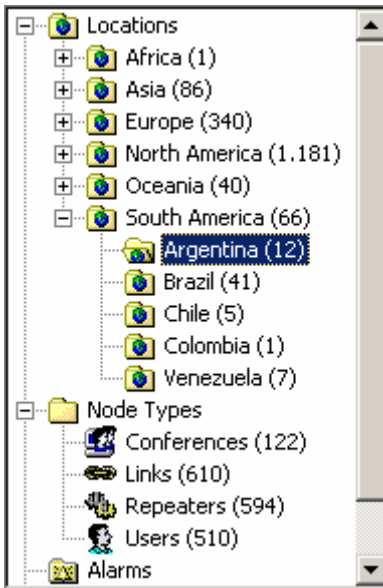 Locations
Africa (1)
Asia (86)
Europe (340)
North America (1.181)
Oceania (40)
South America (66)
Argentina (12)
Brazil (41)
Chile (5)
Colombia (1)
Venezuela (7)
Node Types
Conferences (122)
Links (610)
Repeaters (594)
Users (510)
Alarms